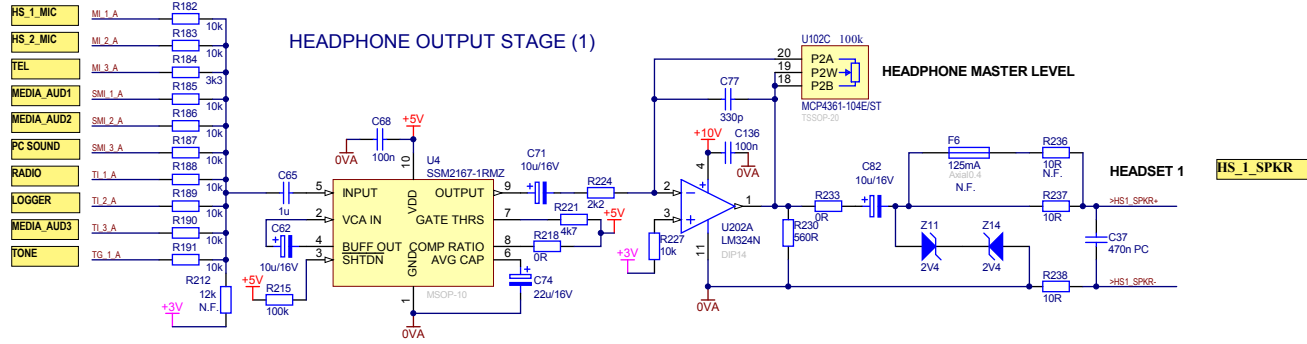 HEADPHONE OUTPUT STAGE (1)
HS_1_MIC
MI_1_A
R182
10k
HS_2_MIC
MI_2_A
R183
10k
TEL
MI_3_A
R184
3k3
MEDIA_AUD1
SMI_1_A
R185
10k
MEDIA_AUD2
SMI_2_A
R186
10k
PC SOUND
SMI_3_A
R187
10k
RADIO
TI_1_A
R188
10k
LOGGER
TI_2_A
R189
10k
MEDIA_AUD3
TI_3_A
R190
10k
TONE
TG_1_A
R191
10k
R212
12k
N.F.
+3V
C65
1u
C62
10u/16V
+5V
R215
100k
C68
100n
0VA
+5V
U4
SSM2167-1RMZ
10
VDD
5
INPUT
2
VCA IN
4
BUFF OUT
3
SHTDN
OUTPUT
9
GATE THRS
7
COMP RATIO
8
AVG CAP
6
GND
1
MSOP-10
0VA
C71
10u/16V
R224
2k2
R221
4k7
+5V
R218
0R
C74
22u/16V
C77
330p
U102C
100k
20
P2A
19
P2W
18
P2B
MCP4361-104E/ST
TSSOP-20
HEADPHONE MASTER LEVEL
+10V
C136
100n
0VA
4
2
3
1
11
U202A
LM324N
DIP14
R227
10k
+3V
0VA
R230
560R
R233
0R
C82
10u/16V
F6
125mA
Axial0.4
N.F.
R236
10R
N.F.
R237
10R
Z11
2V4
Z14
2V4
R238
10R
C37
470n PC
HEADSET 1
>HS1_SPKR+
>HS1_SPKR-
HS_1_SPKR